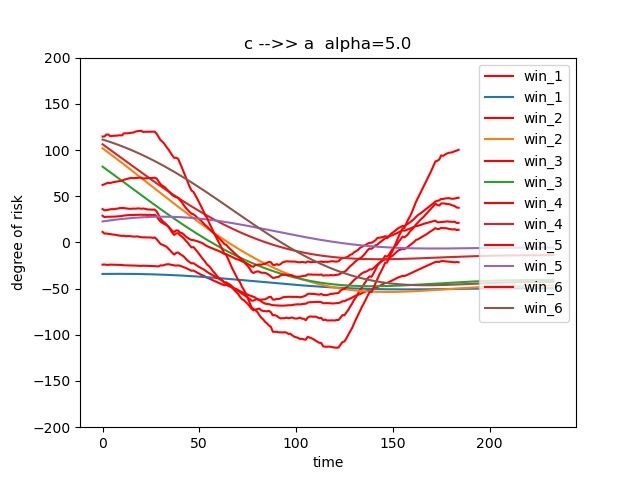 c -->> a  alpha=5.0
degree of risk
200
150
100
50
0
−50
−100
−150
−200
0
50
100
150
200
time
win_1
win_1
win_2
win_2
win_3
win_3
win_4
win_4
win_5
win_5
win_6
win_6